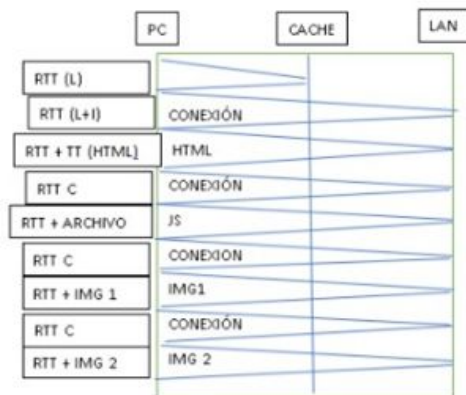 PC CACHE LAN
RTT (L)
RTT (L+I) CONEXIÓN
RTT + TT (HTML) HTML
RTT C CONEXIÓN
RTT + ARCHIVO JS
RTT C CONEXION
RTT + IMG 1 IMG1
RTT C CONEXIÓN
RTT + IMG 2 IMG 2